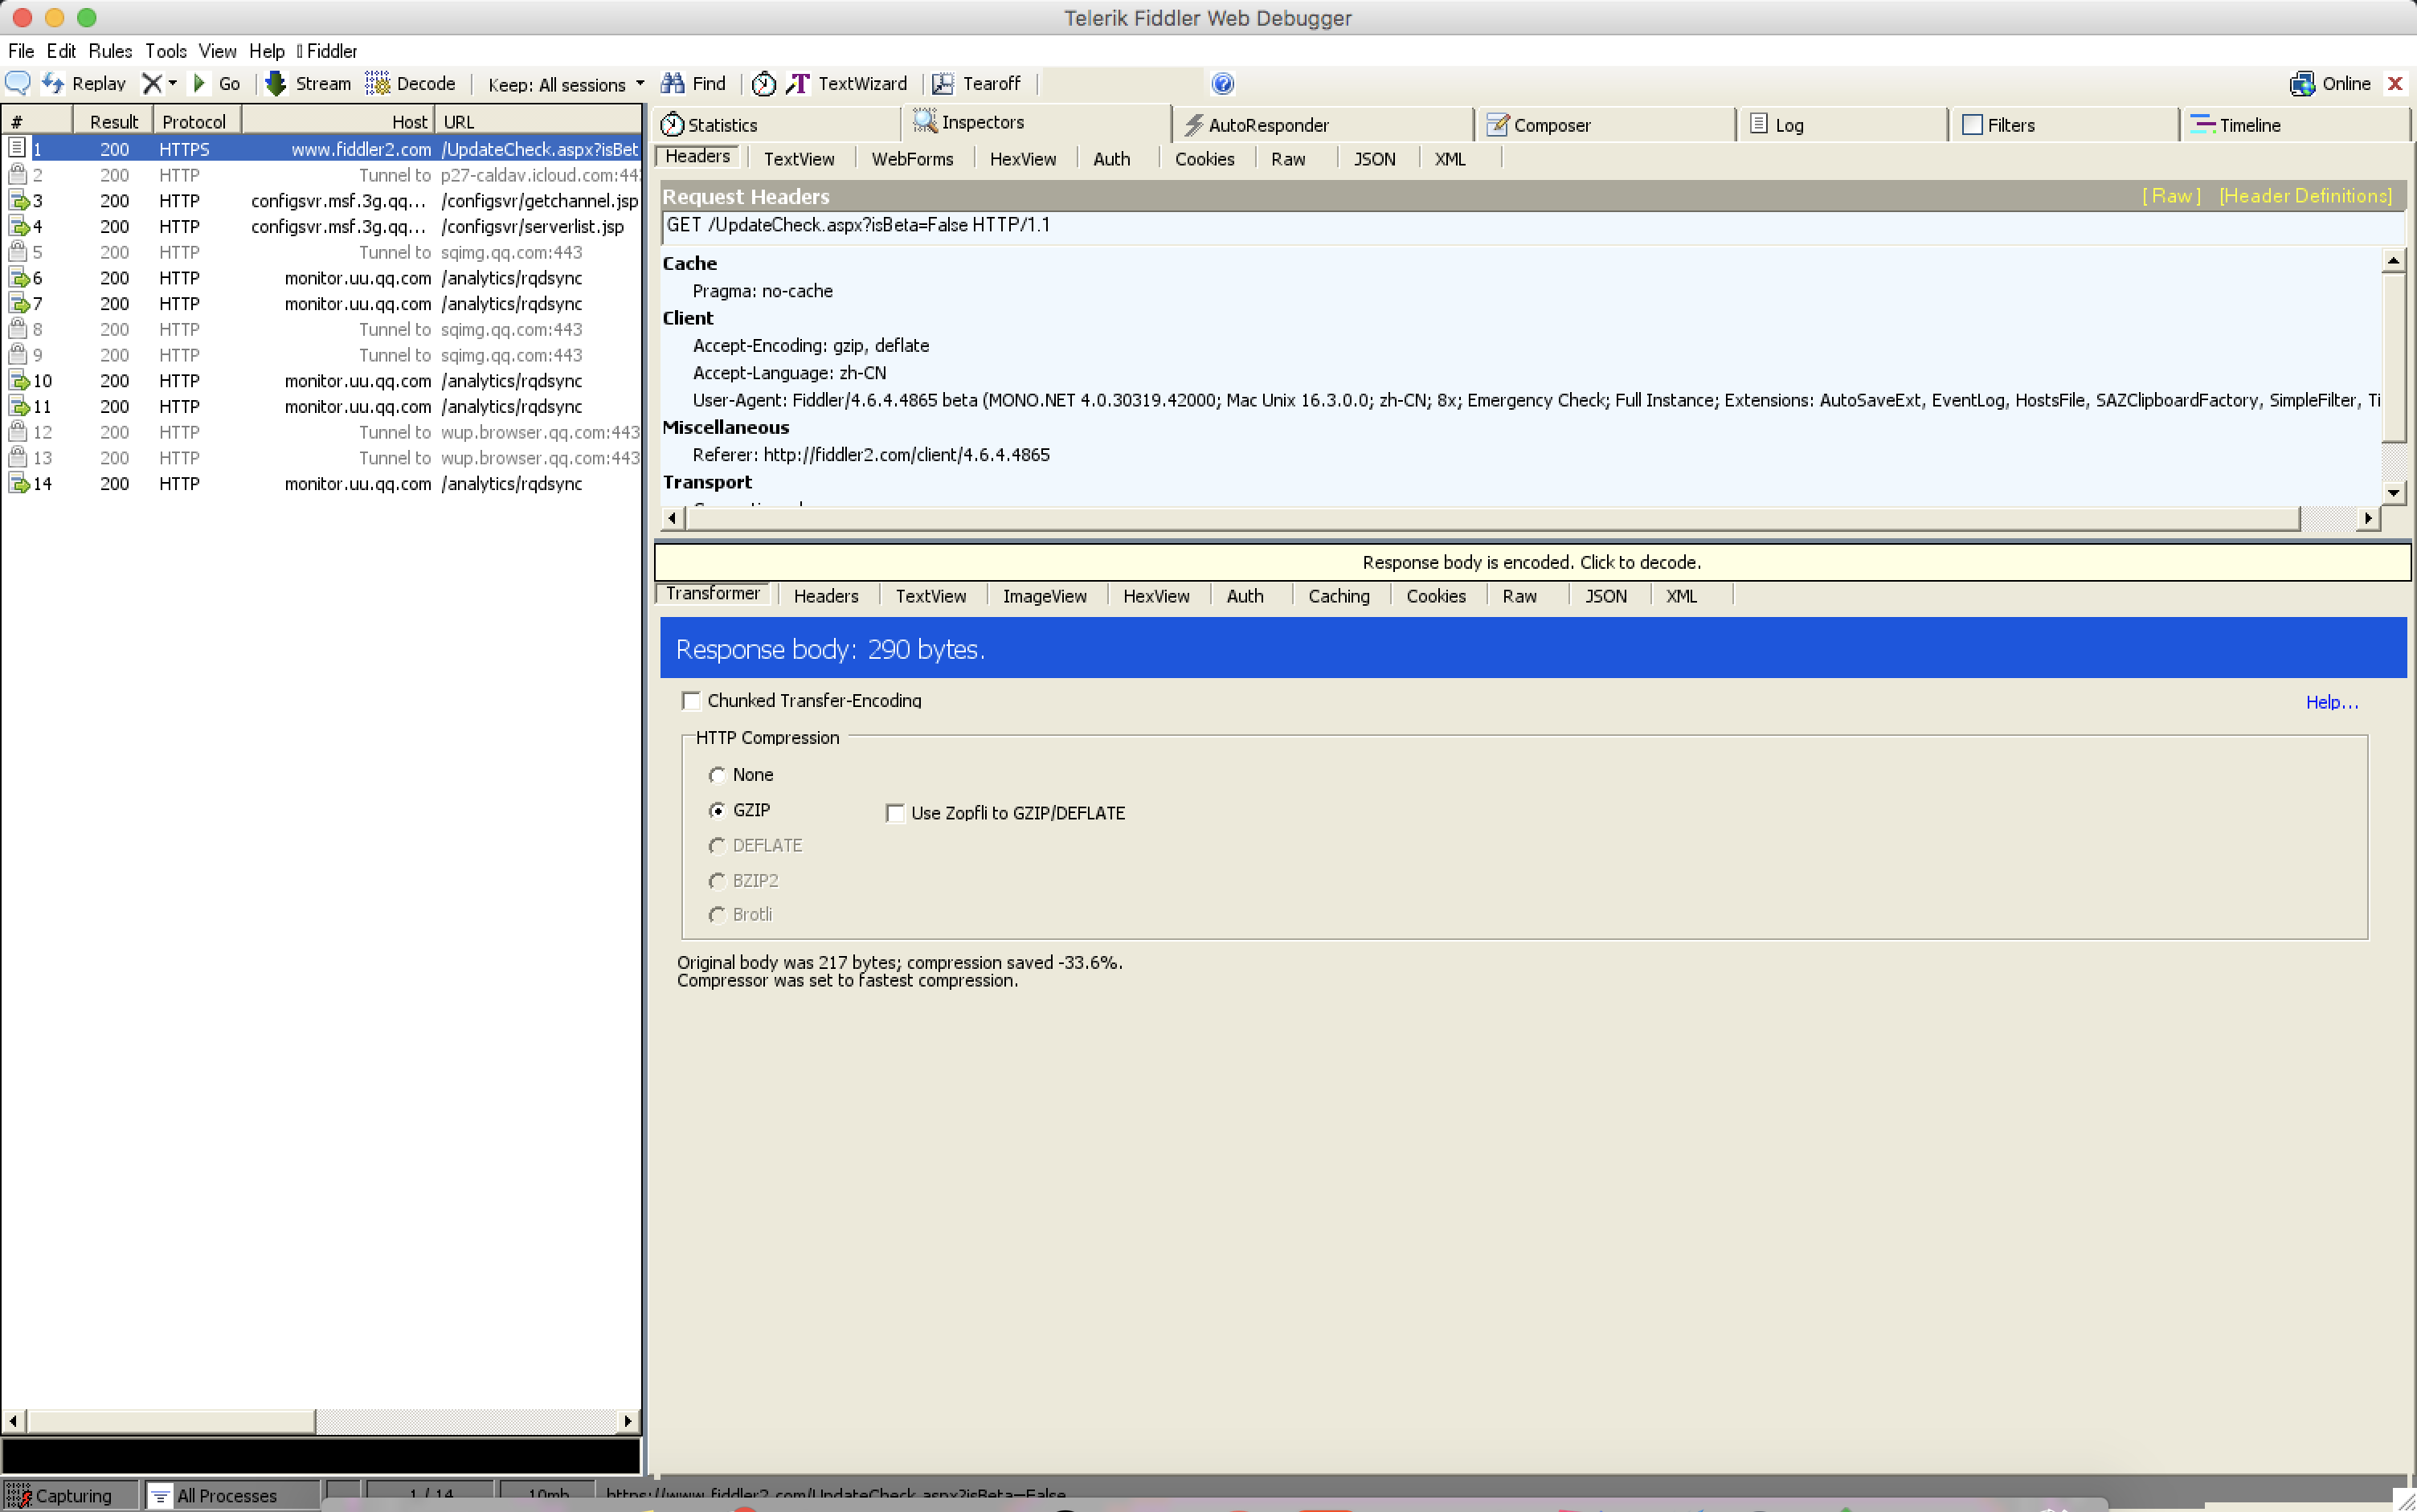 Telerik Fiddler Web Debugger
File Edit Rules Tools View Help Fiddler
Replay Go Stream Decode Keep: All sessions Find TextWizard Tearoff Online
# Result Protocol Host URL
1 200 HTTPS www.fiddler2.com /UpdateCheck.aspx?isBet
2 200 HTTP Tunnel to p27-caldav.icloud.com:44
3 200 HTTP configsvr.msf.3g.qq... /configsvr/getchannel.jsp
4 200 HTTP configsvr.msf.3g.qq... /configsvr/serverlist.jsp
5 200 HTTP Tunnel to sqimg.qq.com:443
6 200 HTTP monitor.uu.qq.com /analytics/rqdsync
7 200 HTTP monitor.uu.qq.com /analytics/rqdsync
8 200 HTTP Tunnel to sqimg.qq.com:443
9 200 HTTP Tunnel to sqimg.qq.com:443
10 200 HTTP monitor.uu.qq.com /analytics/rqdsync
11 200 HTTP monitor.uu.qq.com /analytics/rqdsync
12 200 HTTP Tunnel to wup.browser.qq.com:443
13 200 HTTP Tunnel to wup.browser.qq.com:443
14 200 HTTP monitor.uu.qq.com /analytics/rqdsync
Statistics Inspectors AutoResponder Composer Log Filters Timeline
Headers TextView WebForms HexView Auth Cookies Raw JSON XML
Request Headers [ Raw ] [Header Definitions]
GET /UpdateCheck.aspx?isBeta=False HTTP/1.1
Cache
Pragma: no-cache
Client
Accept-Encoding: gzip, deflate
Accept-Language: zh-CN
User-Agent: Fiddler/4.6.4.4865 beta (MONO.NET 4.0.30319.42000; Mac Unix 16.3.0.0; zh-CN; 8x; Emergency Check; Full Instance; Extensions: AutoSaveExt, EventLog, HostsFile, SAZClipboardFactory, SimpleFilter, Ti
Miscellaneous
Referer: http://fiddler2.com/client/4.6.4.4865
Transport
Response body is encoded. Click to decode.
Transformer Headers TextView ImageView HexView Auth Caching Cookies Raw JSON XML
Response body: 290 bytes.
Chunked Transfer-Encoding Help...
HTTP Compression
None
GZIP Use Zopfli to GZIP/DEFLATE
DEFLATE
BZIP2
Brotli
Original body was 217 bytes; compression saved -33.6%.
Compressor was set to fastest compression.
Capturing All Processes 1 / 14 10mb https://www.fiddler2.com/UpdateCheck.aspx?isBeta=False